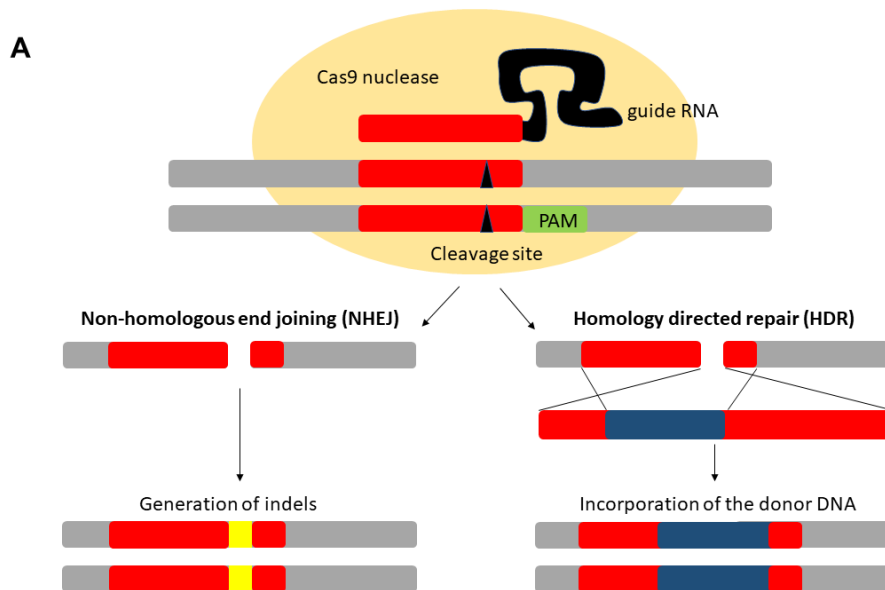 A
Cas9 nuclease
guide RNA
PAM
Cleavage site
Non-homologous end joining (NHEJ)
Homology directed repair (HDR)
Generation of indels
Incorporation of the donor DNA